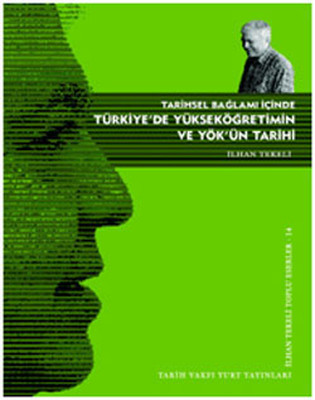 TARİHSEL BAĞLAMI İÇİNDE
TÜRKİYE'DE YÜKSEKÖĞRETİMİN
VE YÖK'ÜN TARİHİ
İLHAN TEKELİ
İLHAN TEKELİ TOPLU ESERLER - 14
TARİH VAKFI YURT YAYINLARI